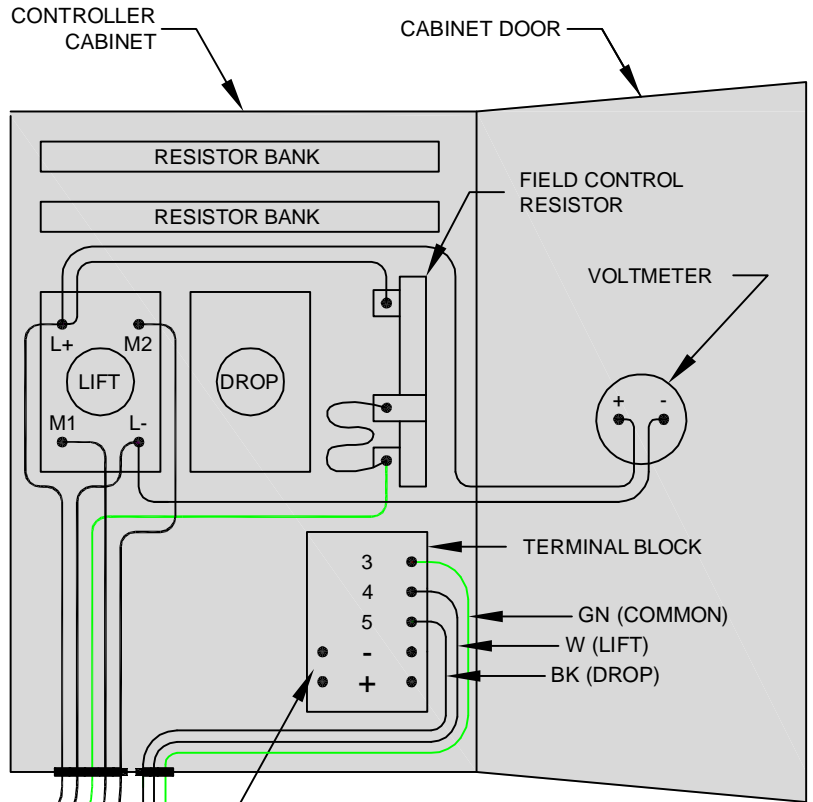 CONTROLLER
CABINET
CABINET DOOR
RESISTOR BANK
RESISTOR BANK
FIELD CONTROL
RESISTOR
VOLTMETER
L+
M2
LIFT
DROP
M1
L-
+ -
3
4
5
-
+
TERMINAL BLOCK
GN (COMMON)
W (LIFT)
BK (DROP)